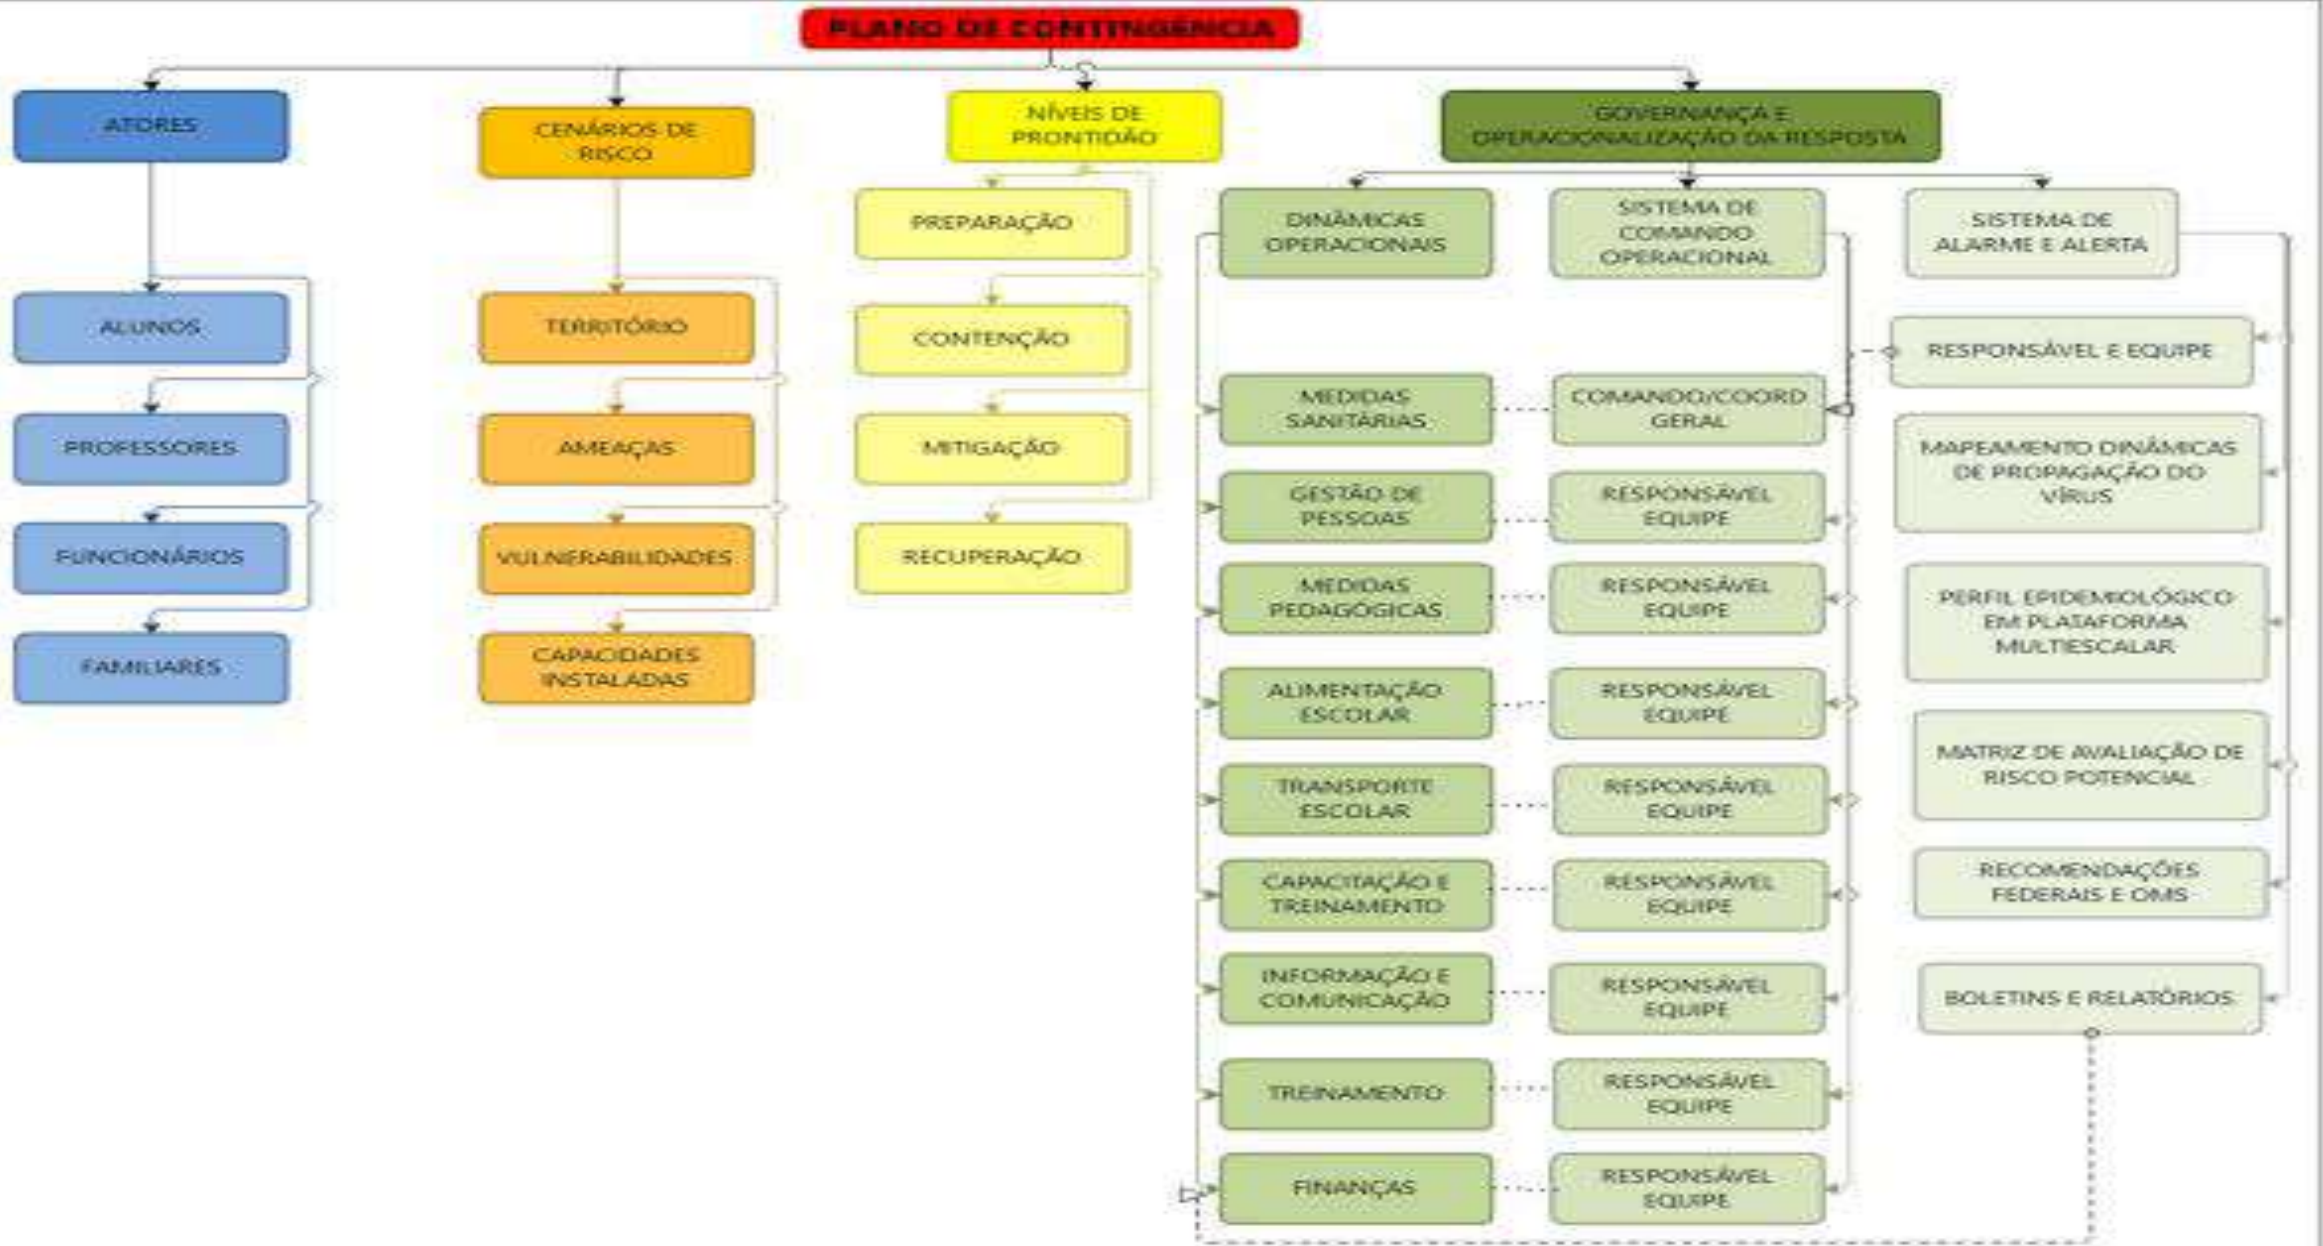 PLANO DE CONTINGÊNCIA
ATORES
ALUNOS
PROFESSORES
FUNCIONÁRIOS
FAMILIARES
CENÁRIOS DE
RISCO
TERRITÓRIO
AMEAÇAS
VULNERABILIDADES
CAPACIDADES
INSTALADAS
NÍVEIS DE
PRONTIDÃO
PREPARAÇÃO
CONTENÇÃO
MITIGAÇÃO
RECUPERAÇÃO
GOVERNANÇA E
OPERACIONALIZAÇÃO DA RESPOSTA
DINÂMICAS
OPERACIONAIS
MEDIDAS
SANITÁRIAS
GESTÃO DE
PESSOAS
MEDIDAS
PEDAGÓGICAS
ALIMENTAÇÃO
ESCOLAR
TRANSPORTE
ESCOLAR
CAPACITAÇÃO E
TREINAMENTO
INFORMAÇÃO E
COMUNICAÇÃO
TREINAMENTO
FINANÇAS
SISTEMA DE
COMANDO
OPERACIONAL
COMANDO/COORD
GERAL
RESPONSÁVEL
EQUIPE
RESPONSÁVEL
EQUIPE
RESPONSÁVEL
EQUIPE
RESPONSÁVEL
EQUIPE
RESPONSÁVEL
EQUIPE
RESPONSÁVEL
EQUIPE
RESPONSÁVEL
EQUIPE
RESPONSÁVEL
EQUIPE
SISTEMA DE
ALARME E ALERTA
RESPONSÁVEL E EQUIPE
MAPEAMENTO DINÂMICAS
DE PROPAGAÇÃO DO
VÍRUS
PERFIL EPIDEMIOLÓGICO
EM PLATAFORMA
MULTIESCALAR
MATRIZ DE AVALIAÇÃO DE
RISCO POTENCIAL
RECOMENDAÇÕES
FEDERAIS E OMS
BOLETINS E RELATÓRIOS